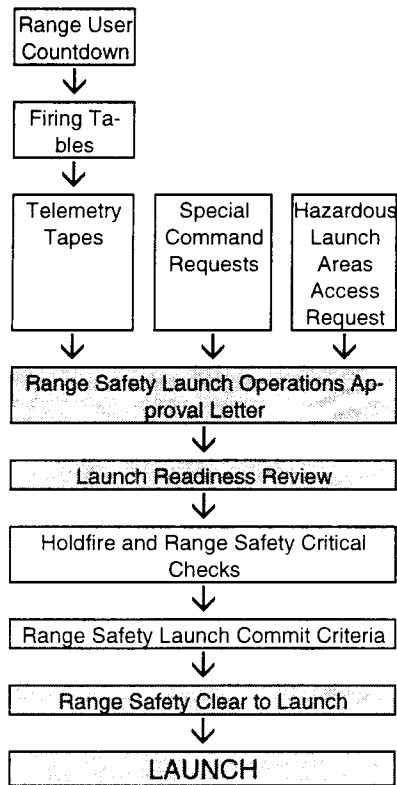 Range User
Countdown
Firing Ta-
bles
Telemetry
Tapes
Special
Command
Requests
Hazardous
Launch
Areas
Access
Request
Range Safety Launch Operations Ap-
proval Letter
Launch Readiness Review
Holdfire and Range Safety Critical
Checks
Range Safety Launch Commit Criteria
Range Safety Clear to Launch
LAUNCH